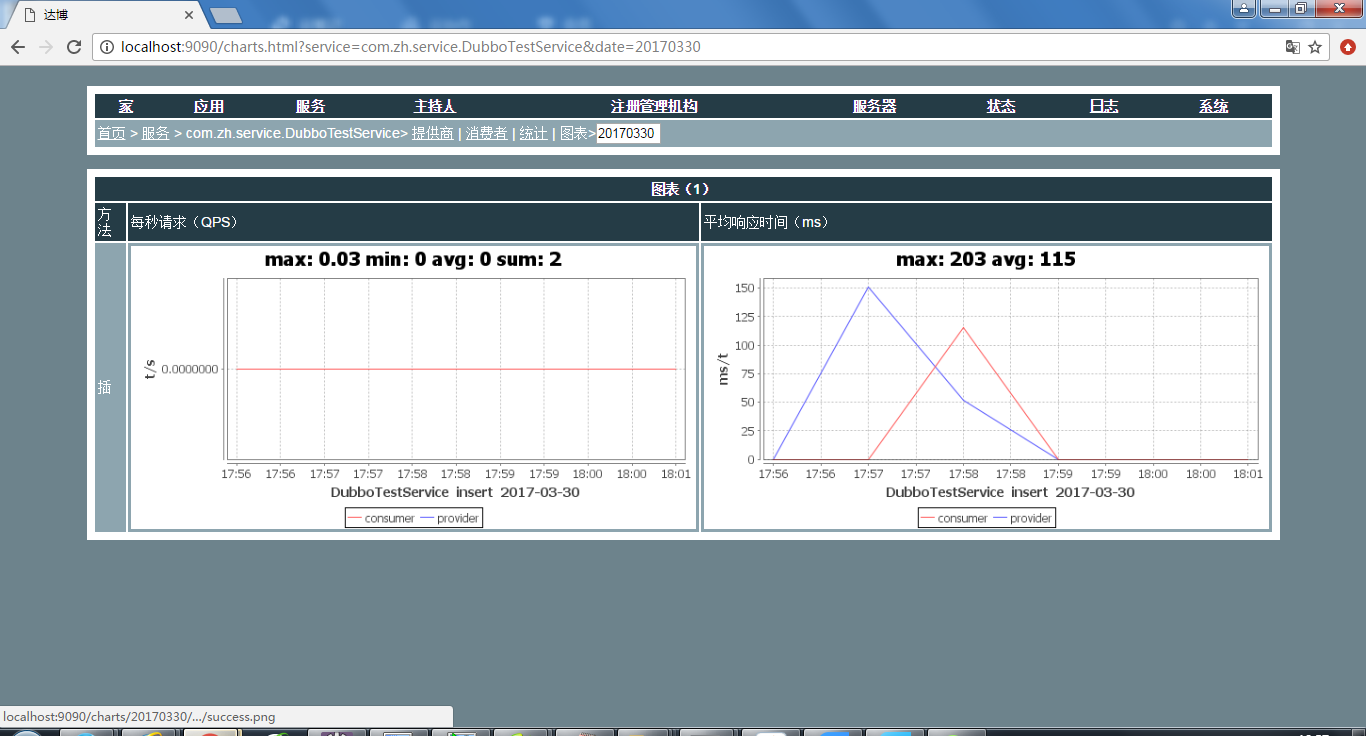 达博
localhost:9090/charts.html?service=com.zh.service.DubboTestService&date=20170330
家 应用 服务 主持人 注册管理机构 服务器 状态 日志 系统
首页 > 服务 > com.zh.service.DubboTestService> 提供商 | 消费者 | 统计 | 图表>20170330
图表（1）
方法 每秒请求（QPS） 平均响应时间（ms）
插
max: 0.03 min: 0 avg: 0 sum: 2
t/s
0.0000000
17:56 17:56 17:57 17:57 17:58 17:58 17:59 17:59 18:00 18:00 18:01
DubboTestService insert 2017-03-30
consumer provider
max: 203 avg: 115
ms/t
150
125
100
75
50
25
0
17:56 17:56 17:57 17:57 17:58 17:58 17:59 17:59 18:00 18:00 18:01
DubboTestService insert 2017-03-30
consumer provider
localhost:9090/charts/20170330/.../success.png